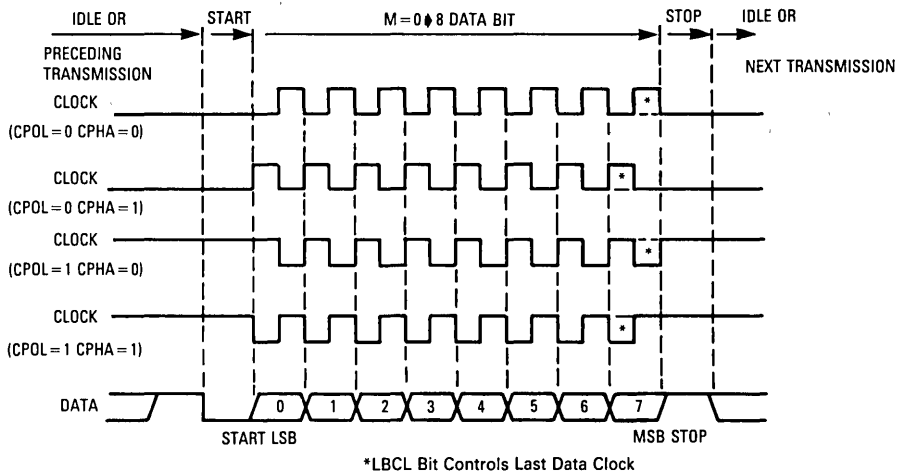 IDLE OR START M=0 8 DATA BIT STOP IDLE OR
PRECEDING
TRANSMISSION
NEXT TRANSMISSION
CLOCK
(CPOL=0 CPHA=0)
*
CLOCK
(CPOL=0 CPHA=1)
*
CLOCK
(CPOL=1 CPHA=0)
*
CLOCK
(CPOL=1 CPHA=1)
*
DATA 0 1 2 3 4 5 6 7
START LSB MSB STOP
*LBCL Bit Controls Last Data Clock